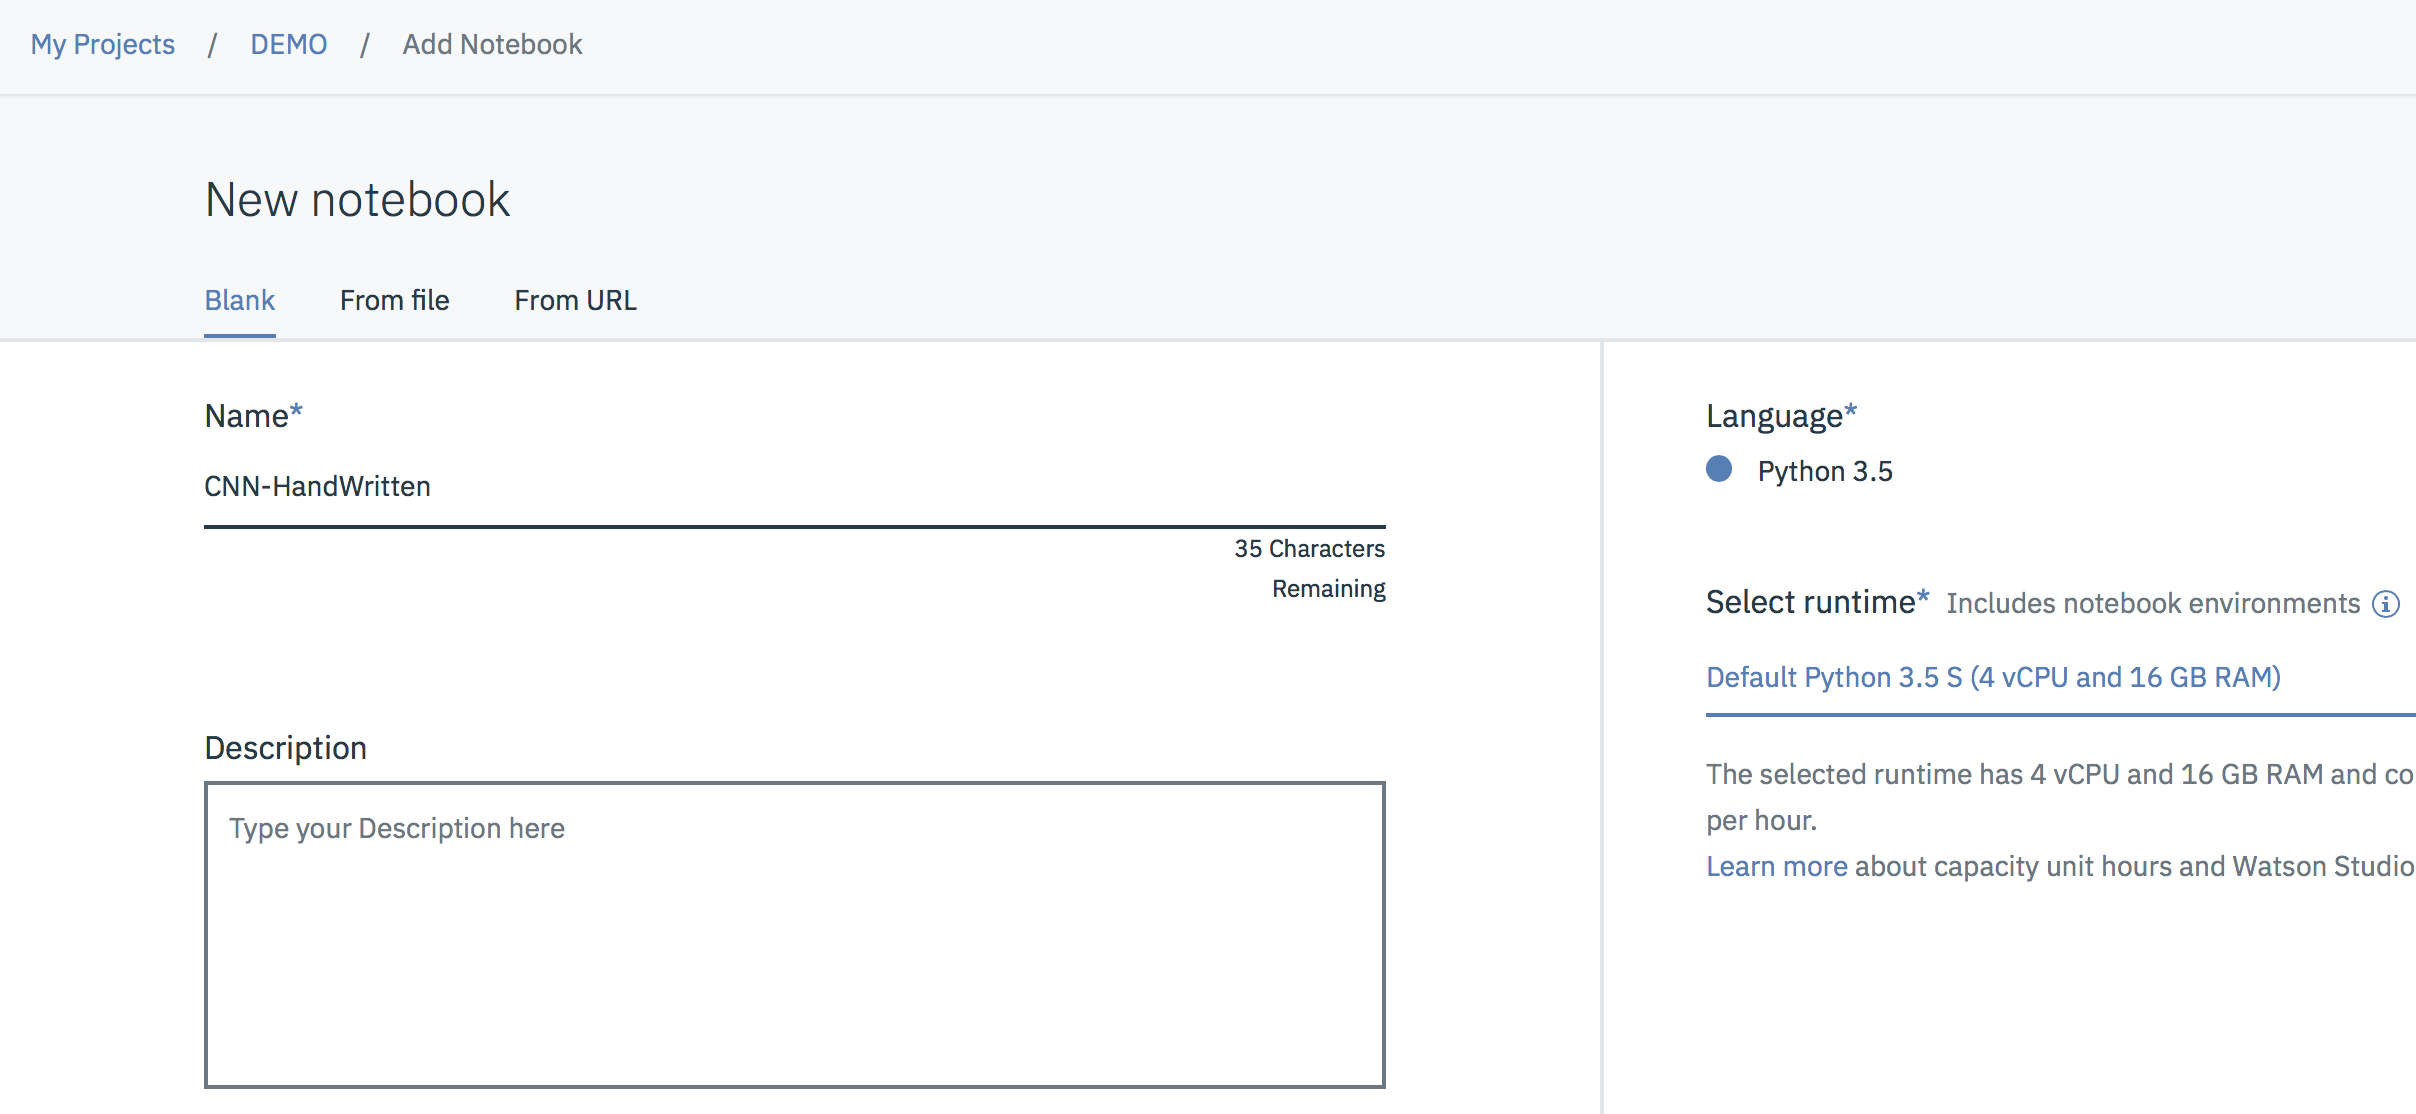 My Projects / DEMO / Add Notebook
New notebook
Blank From file From URL
Name*
CNN-HandWritten
35 Characters
Remaining
Description
Type your Description here
Language*
Python 3.5
Select runtime* Includes notebook environments
Default Python 3.5 S (4 vCPU and 16 GB RAM)
The selected runtime has 4 vCPU and 16 GB RAM and co
per hour.
Learn more about capacity unit hours and Watson Studio